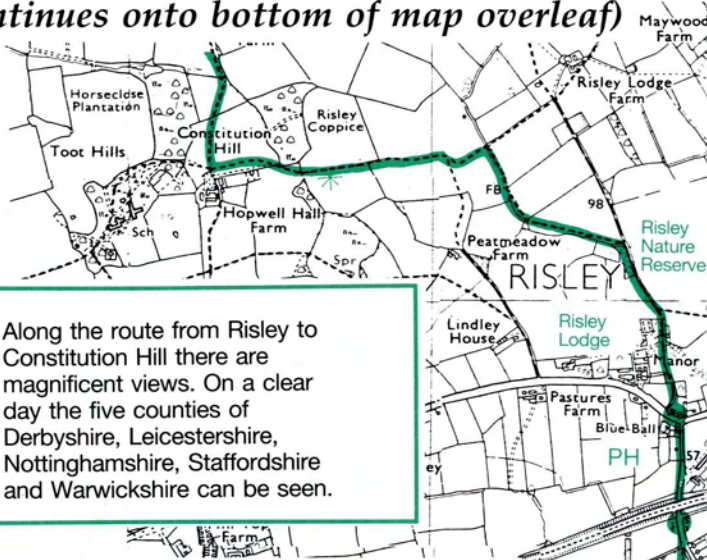 ntinues onto bottom of map overleaf)
Maywood
Farm
Farm
Risley Lodge
Farm
Horseclose
Plantation
Risley
Coppice
Constitution
Hill
Toot Hills
FB
98
Hopwell Hall
Farm
Sch
Risley
Nature
Reserve
Peatmeadow
Farm
Spr
RISLEY
Lindley
House
Risley
Lodge
Manor
Pastures
Farm
Blue Ball
PH
57
ey
Along the route from Risley to
Constitution Hill there are
magnificent views. On a clear
day the five counties of
Derbyshire, Leicestershire,
Nottinghamshire, Staffordshire
and Warwickshire can be seen.
Farm